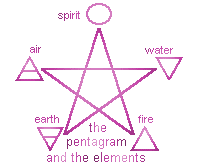 spirit
air
water
earth
fire
the
pentagram
and the elements